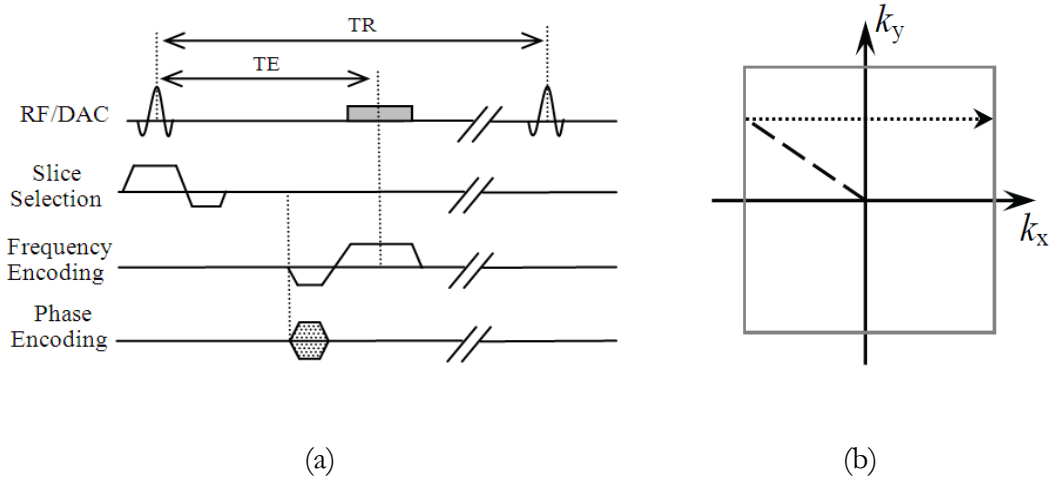 TR
TE
RF/DAC
Slice
Selection
Frequency
Encoding
Phase
Encoding
(a)
ky
kx
(b)